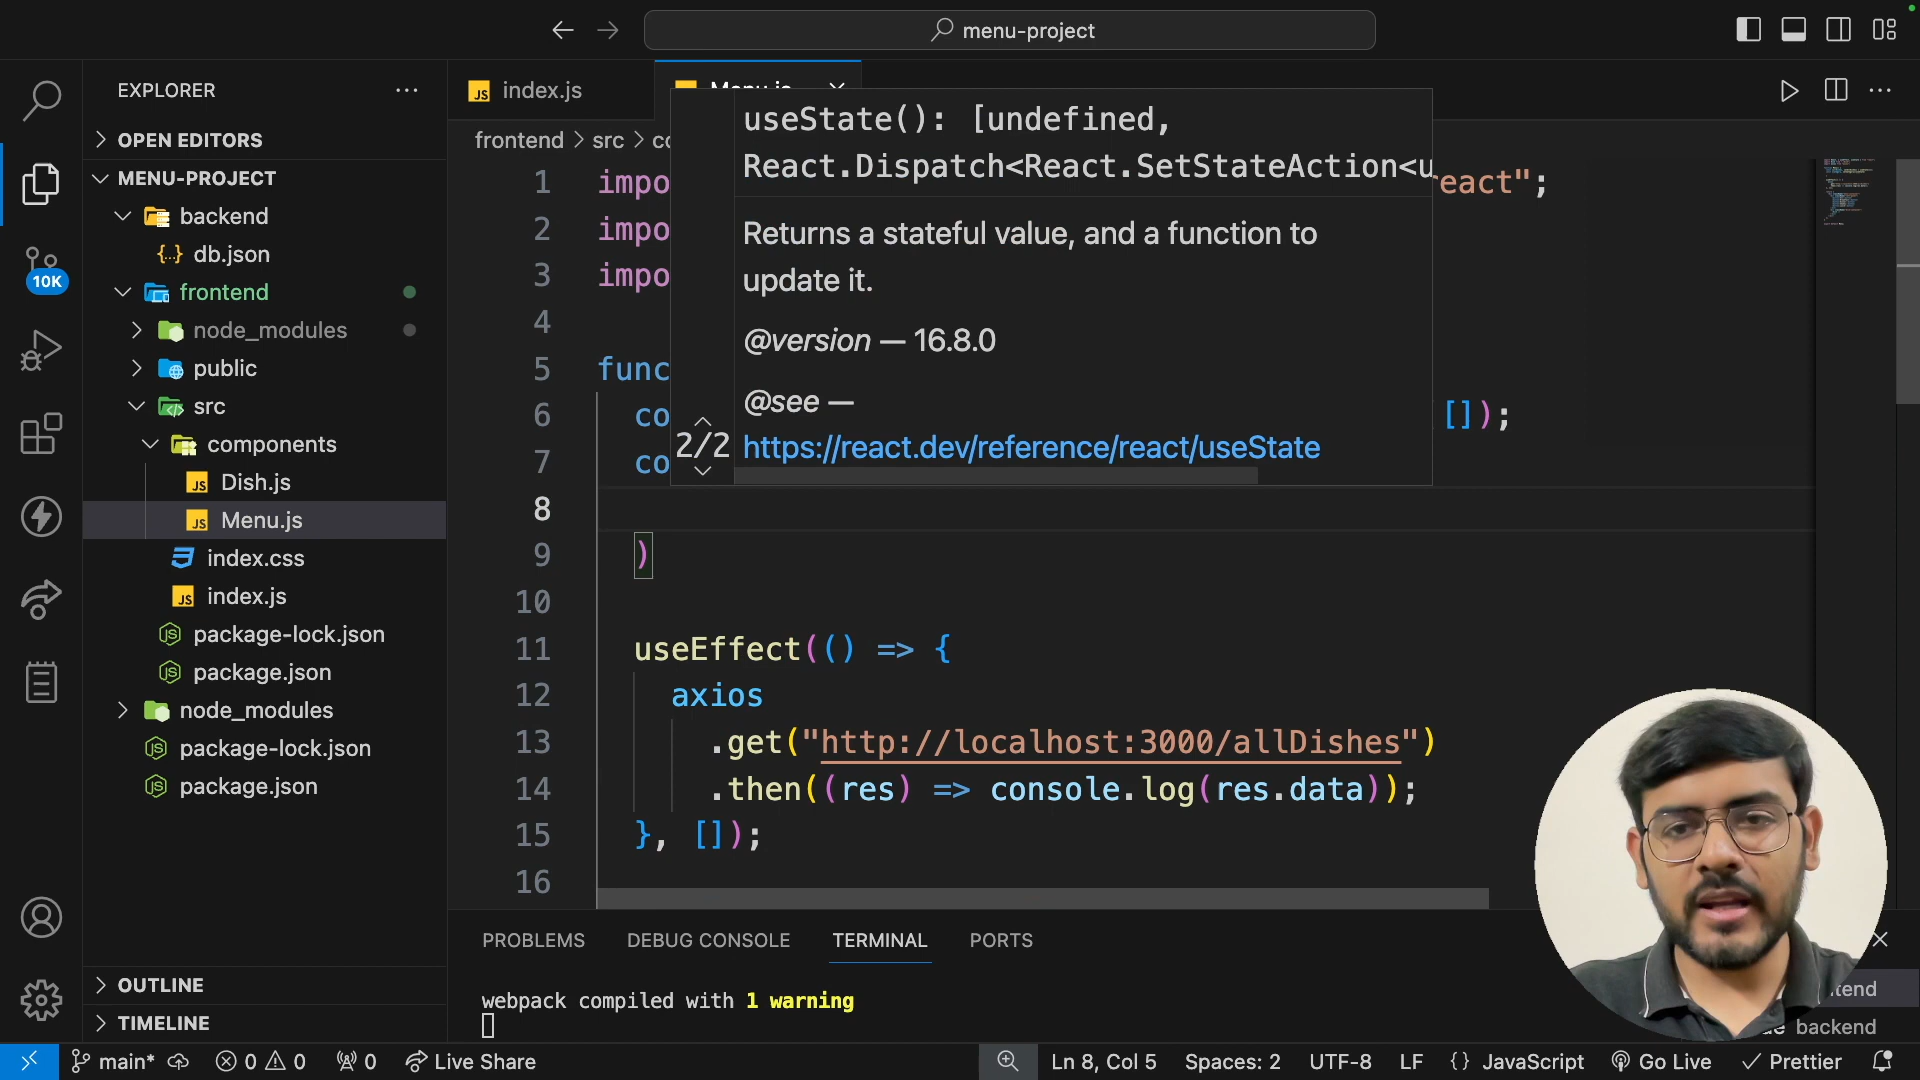 menu-project
EXPLORER
OPEN EDITORS
MENU-PROJECT
backend
db.json
frontend
node_modules
public
src
components
Dish.js
Menu.js
index.css
index.js
package-lock.json
package.json
node_modules
package-lock.json
package.json
OUTLINE
TIMELINE
10K
index.js
Menu.js
frontend > src > co
useState(): [undefined,
React.Dispatch<React.SetStateAction<u
Returns a stateful value, and a function to
update it.
@version — 16.8.0
@see —
2/2 https://react.dev/reference/react/useState
1 impo react";
2 impo
3 impo
4
5 func
6 co []);
7 co
8
9 )
10
11 useEffect(() => {
12 axios
13 .get("http://localhost:3000/allDishes")
14 .then((res) => console.log(res.data));
15 }, []);
16
PROBLEMS DEBUG CONSOLE TERMINAL PORTS
webpack compiled with 1 warning
backend
main* 0 0 0 Live Share Ln 8, Col 5 Spaces: 2 UTF-8 LF {} JavaScript Go Live Prettier